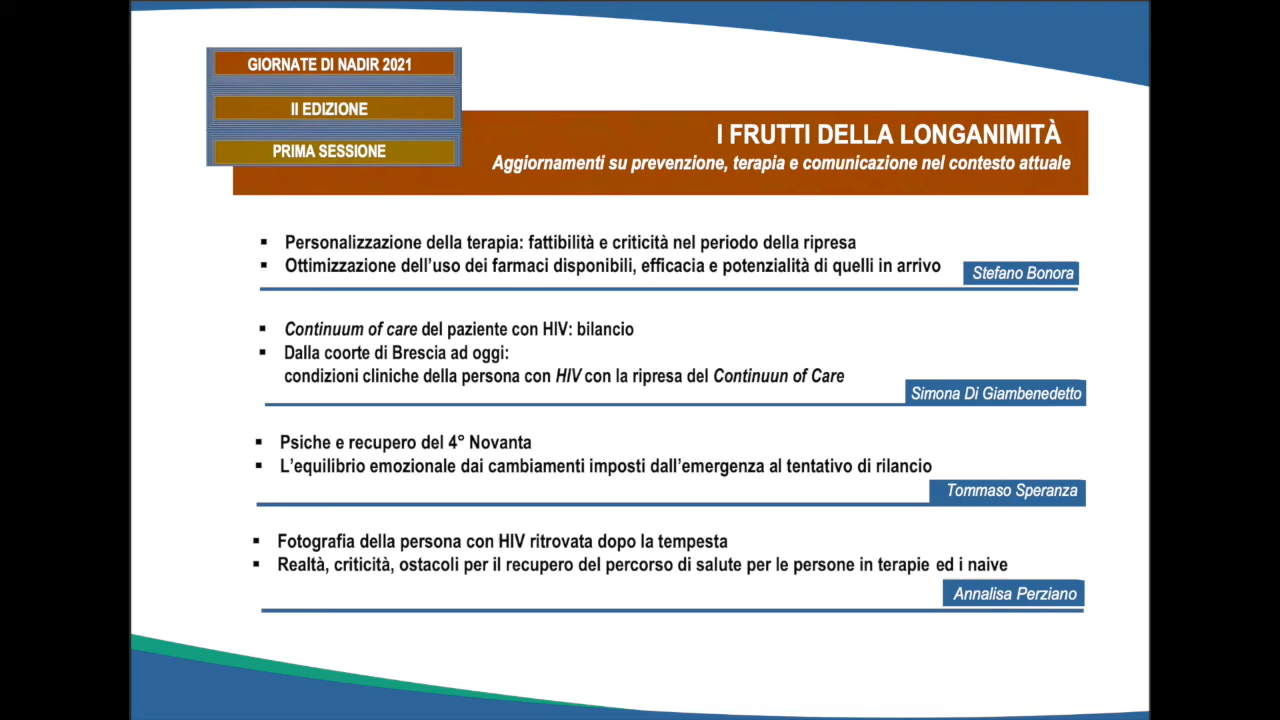 GIORNATE DI NADIR 2021
II EDIZIONE
PRIMA SESSIONE
I FRUTTI DELLA LONGANIMITÀ
Aggiornamenti su prevenzione, terapia e comunicazione nel contesto attuale
▪ Personalizzazione della terapia: fattibilità e criticità nel periodo della ripresa
▪ Ottimizzazione dell'uso dei farmaci disponibili, efficacia e potenzialità di quelli in arrivo
Stefano Bonora
▪ Continuum of care del paziente con HIV: bilancio
▪ Dalla coorte di Brescia ad oggi:
condizioni cliniche della persona con HIV con la ripresa del Continuun of Care
Simona Di Giambenedetto
▪ Psiche e recupero del 4° Novanta
▪ L'equilibrio emozionale dai cambiamenti imposti dall'emergenza al tentativo di rilancio
Tommaso Speranza
▪ Fotografia della persona con HIV ritrovata dopo la tempesta
▪ Realtà, criticità, ostacoli per il recupero del percorso di salute per le persone in terapie ed i naive
Annalisa Perziano